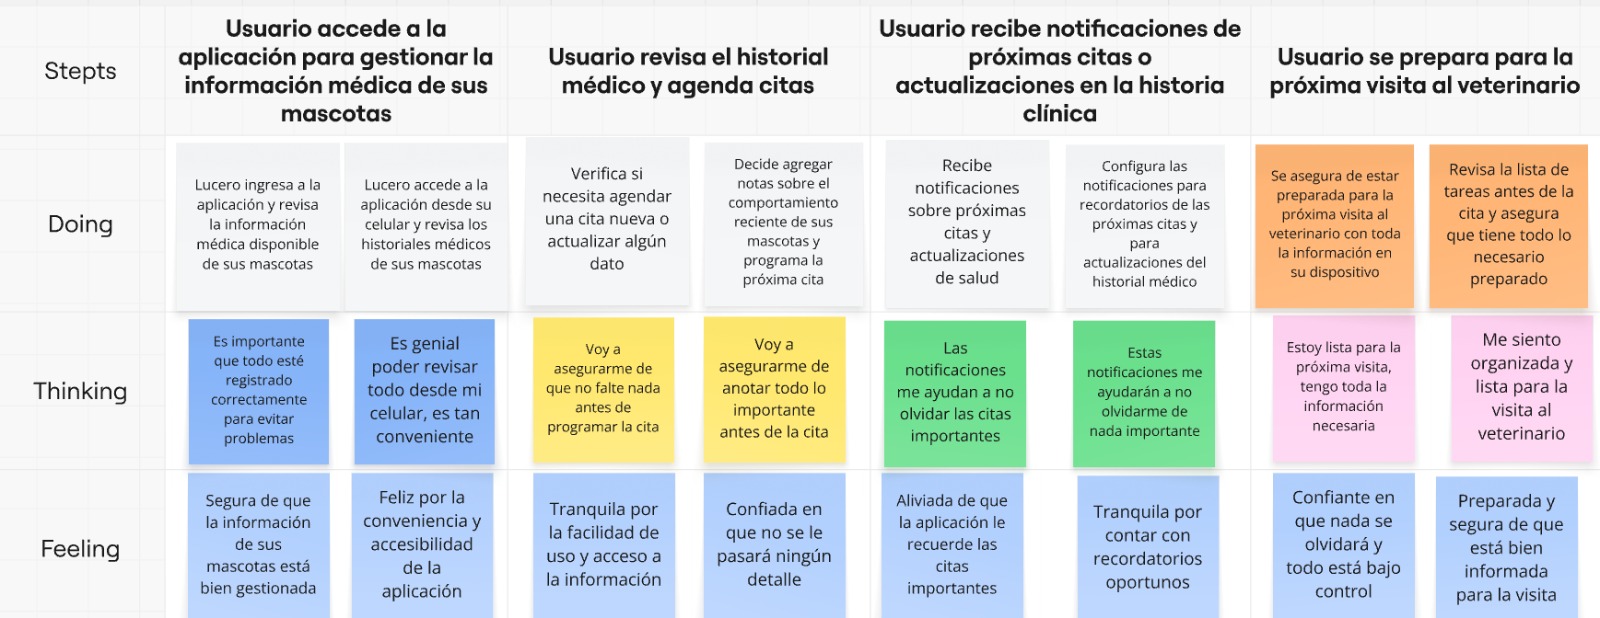 Stepts
Usuario accede a la
aplicación para gestionar la
información médica de sus
mascotas
Usuario revisa el historial
médico y agenda citas
Usuario recibe notificaciones de
próximas citas o
actualizaciones en la historia
clínica
Usuario se prepara para la
próxima visita al veterinario
Doing
Lucero ingresa a la
aplicación y revisa
la información
médica disponible
de sus mascotas
Lucero accede a la
aplicación desde su
celular y revisa los
historiales médicos
de sus mascotas
Verifica si
necesita agendar
una cita nueva o
actualizar algún
dato
Decide agregar
notas sobre el
comportamiento
reciente de sus
mascotas y
programa la
próxima cita
Recibe
notificaciones
sobre próximas
citas y
actualizaciones
de salud
Configura las
notificaciones para
recordatorios de las
próximas citas y
para
actualizaciones del
historial médico
Se asegura de estar
preparada para la
próxima visita al
veterinario con toda
la información en
su dispositivo
Revisa la lista de
tareas antes de la
cita y asegura
que tiene todo lo
necesario
preparado
Thinking
Es importante
que todo esté
registrado
correctamente
para evitar
problemas
Es genial
poder revisar
todo desde mi
celular, es tan
conveniente
Voy a
asegurarme de
que no falte nada
antes de
programar la cita
Voy a
asegurarme de
anotar todo lo
importante
antes de la cita
Las
notificaciones
me ayudan a no
olvidar las citas
importantes
Estas
notificaciones me
ayudarán a no
olvidarme de
nada importante
Estoy lista para la
próxima visita,
tengo toda la
información
necesaria
Me siento
organizada y
lista para la
visita al
veterinario
Feeling
Segura de que
la información
de sus
mascotas está
bien gestionada
Feliz por la
conveniencia y
accesibilidad
de la
aplicación
Tranquila por
la facilidad de
uso y acceso a
la información
Confiada en
que no se le
pasará ningún
detalle
Aliviada de que
la aplicación le
recuerde las
citas
importantes
Tranquila por
contar con
recordatorios
oportunos
Confiante en
que nada se
olvidará y
todo está bajo
control
Preparada y
segura de que
está bien
informada
para la visita